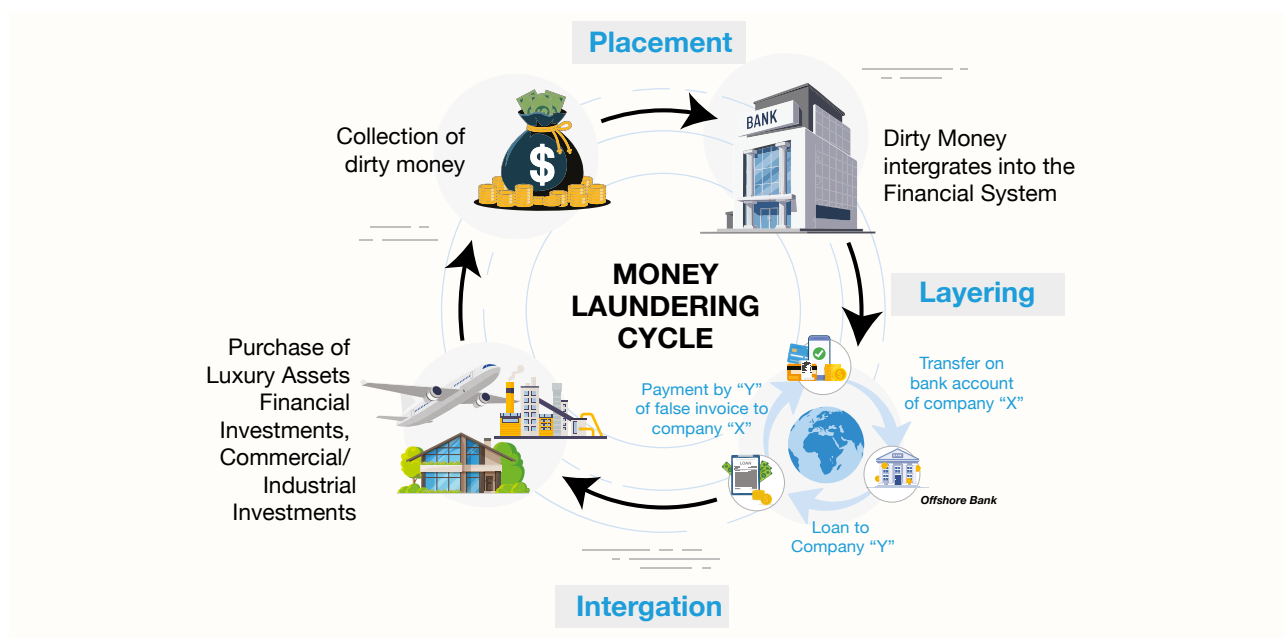 Placement
Collection of
dirty money
$
BANK
Dirty Money
intergrates into the
Financial System
MONEY
LAUNDERING
CYCLE
Layering
Purchase of
Luxury Assets
Financial
Investments,
Commercial/
Industrial
Investments
Payment by “Y”
of false invoice to
company “X”
Transfer on
bank account
of company “X”
LOAN
BANK
Offshore Bank
Loan to
Company “Y”
Intergation